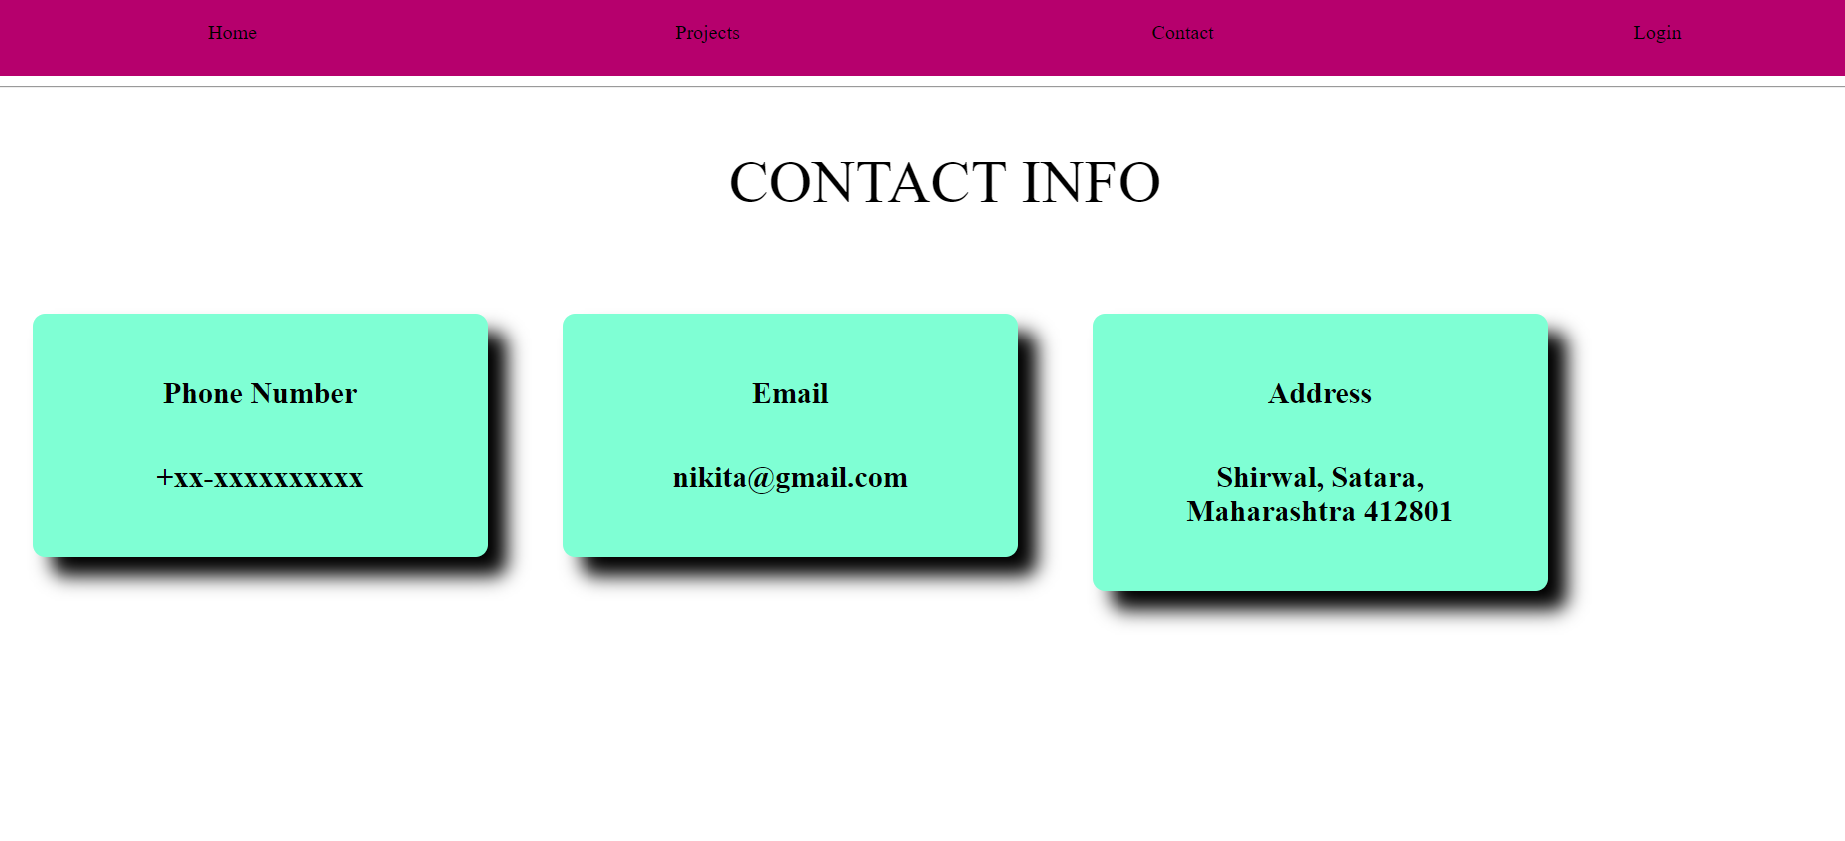 Home Projects Contact Login
CONTACT INFO
Phone Number
+xx-xxxxxxxxxx
Email
nikita@gmail.com
Address
Shirwal, Satara,
Maharashtra 412801